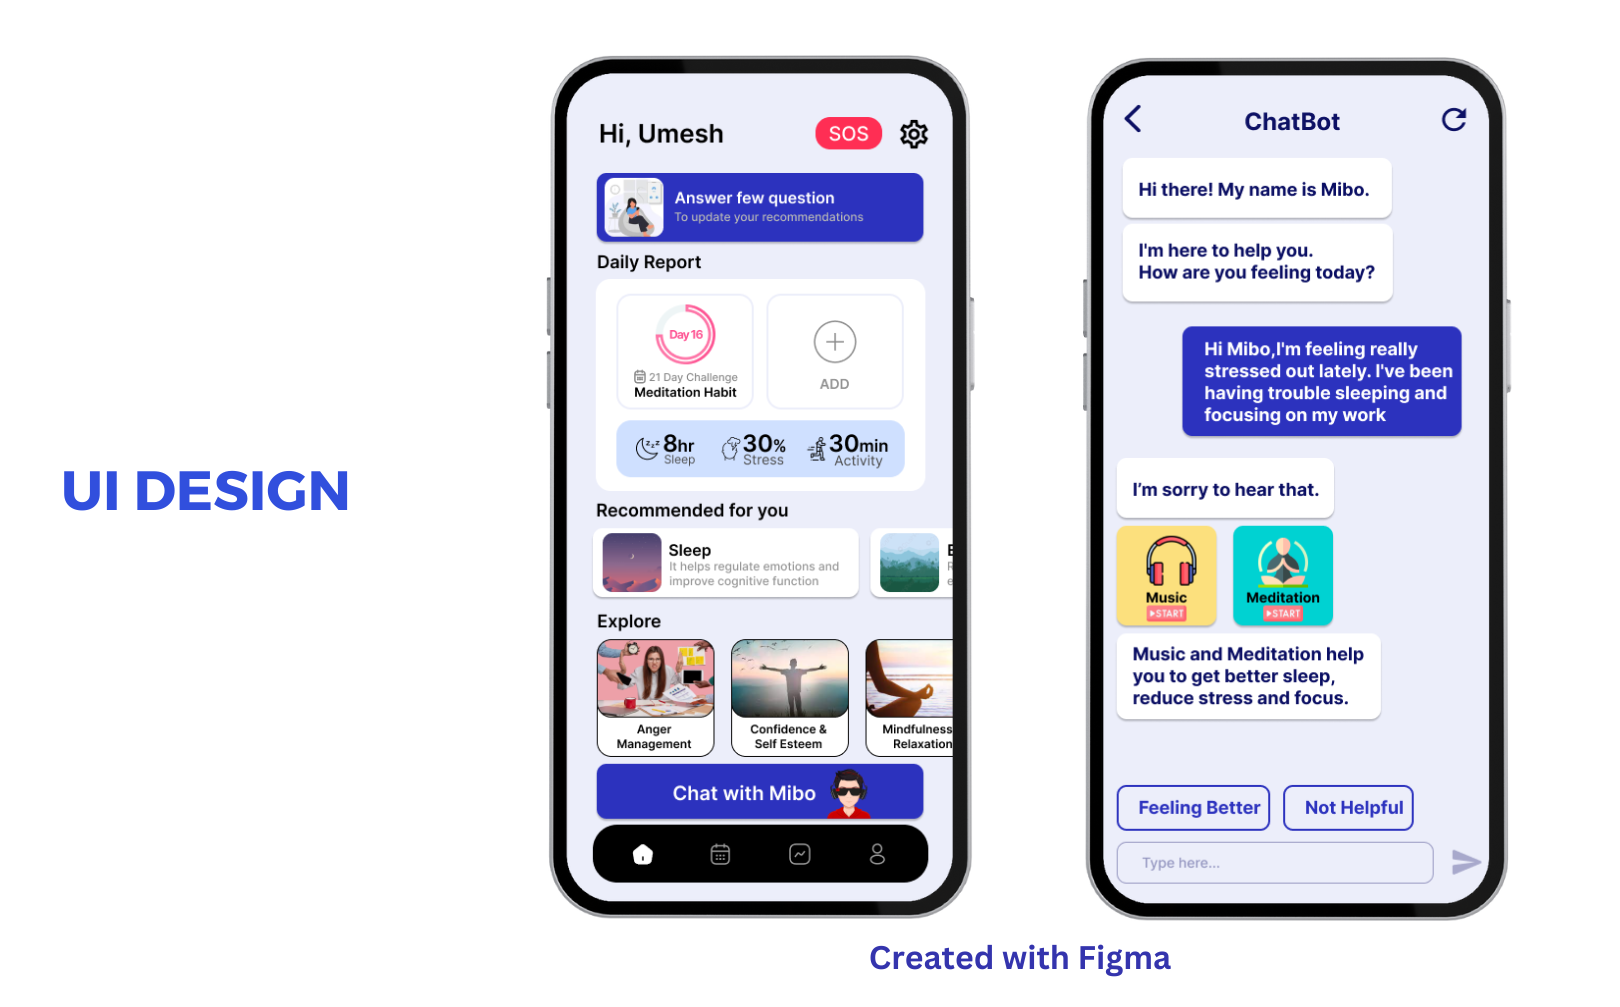 UI DESIGN
Hi, Umesh
SOS
Answer few question
To update your recommendations
Daily Report
Day 16
21 Day Challenge
Meditation Habit
ADD
8hr
Sleep
30%
Stress
30min
Activity
Recommended for you
Sleep
It helps regulate emotions and
improve cognitive function
Explore
Anger
Management
Confidence &
Self Esteem
Mindfulness
Relaxation
Chat with Mibo
ChatBot
Hi there! My name is Mibo.
I'm here to help you.
How are you feeling today?
Hi Mibo,I'm feeling really
stressed out lately. I've been
having trouble sleeping and
focusing on my work
I'm sorry to hear that.
Music
START
Meditation
START
Music and Meditation help
you to get better sleep,
reduce stress and focus.
Feeling Better
Not Helpful
Type here...
Created with Figma